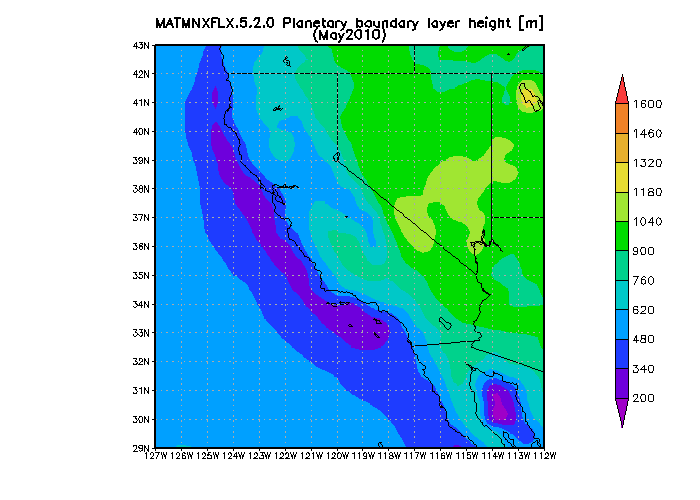 MATMNXFLX.5.2.0 Planetary boundary layer height [m]
(May2010)
43N
42N
41N
40N
39N
38N
37N
36N
35N
34N
33N
32N
31N
30N
29N
127W 126W 125W 124W 123W 122W 121W 120W 119W 118W 117W 116W 115W 114W 113W 112W
1600
1460
1320
1180
1040
900
760
620
480
340
200